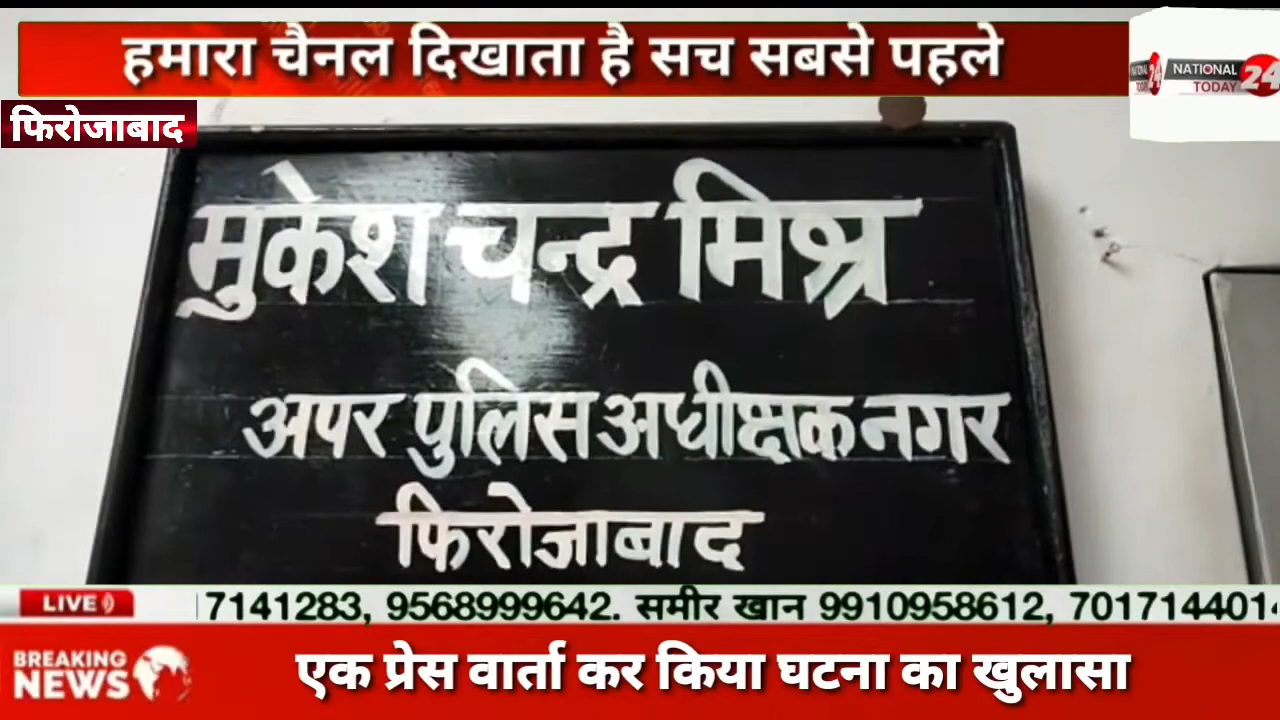 हमारा चैनल दिखाता है सच सबसे पहले
NATIONAL 24
TODAY
फिरोजाबाद
मुकेश चन्द्र मिश्र
अपर पुलिस अधीक्षक नगर
फिरोजाबाद
LIVE
7141283, 9568999642. समीर खान 9910958612, 701714401
BREAKING NEWS
एक प्रेस वार्ता कर किया घटना का खुलासा